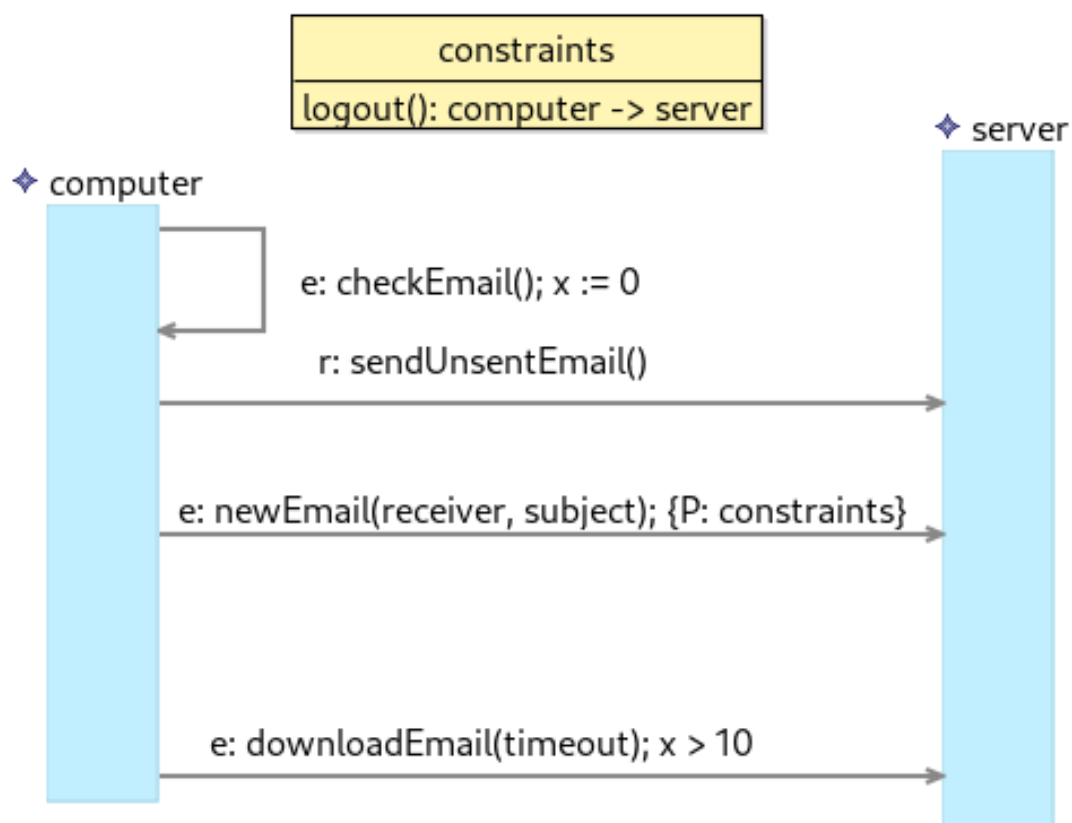 constraints
logout(): computer -> server
server
computer
e: checkEmail(); x := 0
r: sendUnsentEmail()
e: newEmail(receiver, subject); {P: constraints}
e: downloadEmail(timeout); x > 10